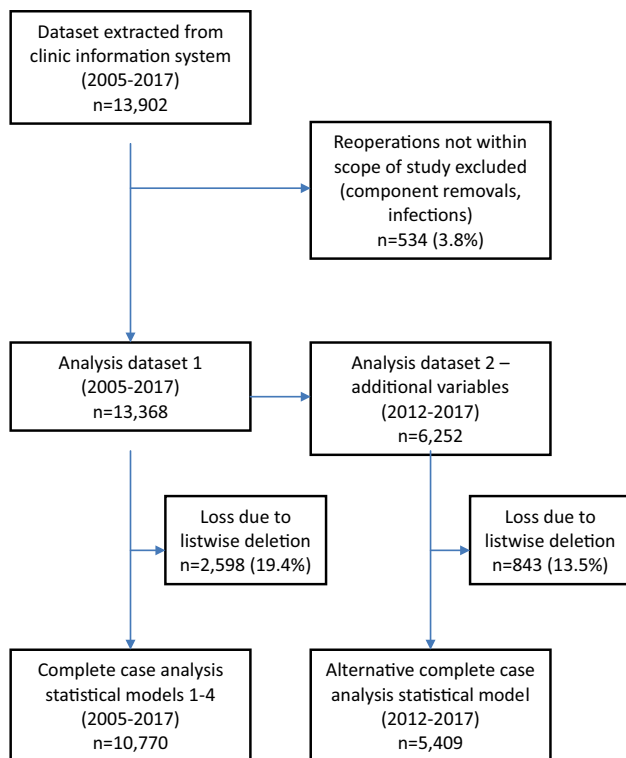 Dataset extracted from
clinic information system
(2005-2017)
n=13,902
Reoperations not within
scope of study excluded
(component removals,
infections)
n=534 (3.8%)
Analysis dataset 1
(2005-2017)
n=13,368
Analysis dataset 2 –
additional variables
(2012-2017)
n=6,252
Loss due to
listwise deletion
n=2,598 (19.4%)
Loss due to
listwise deletion
n=843 (13.5%)
Complete case analysis
statistical models 1-4
(2005-2017)
n=10,770
Alternative complete case
analysis statistical model
(2012-2017)
n=5,409